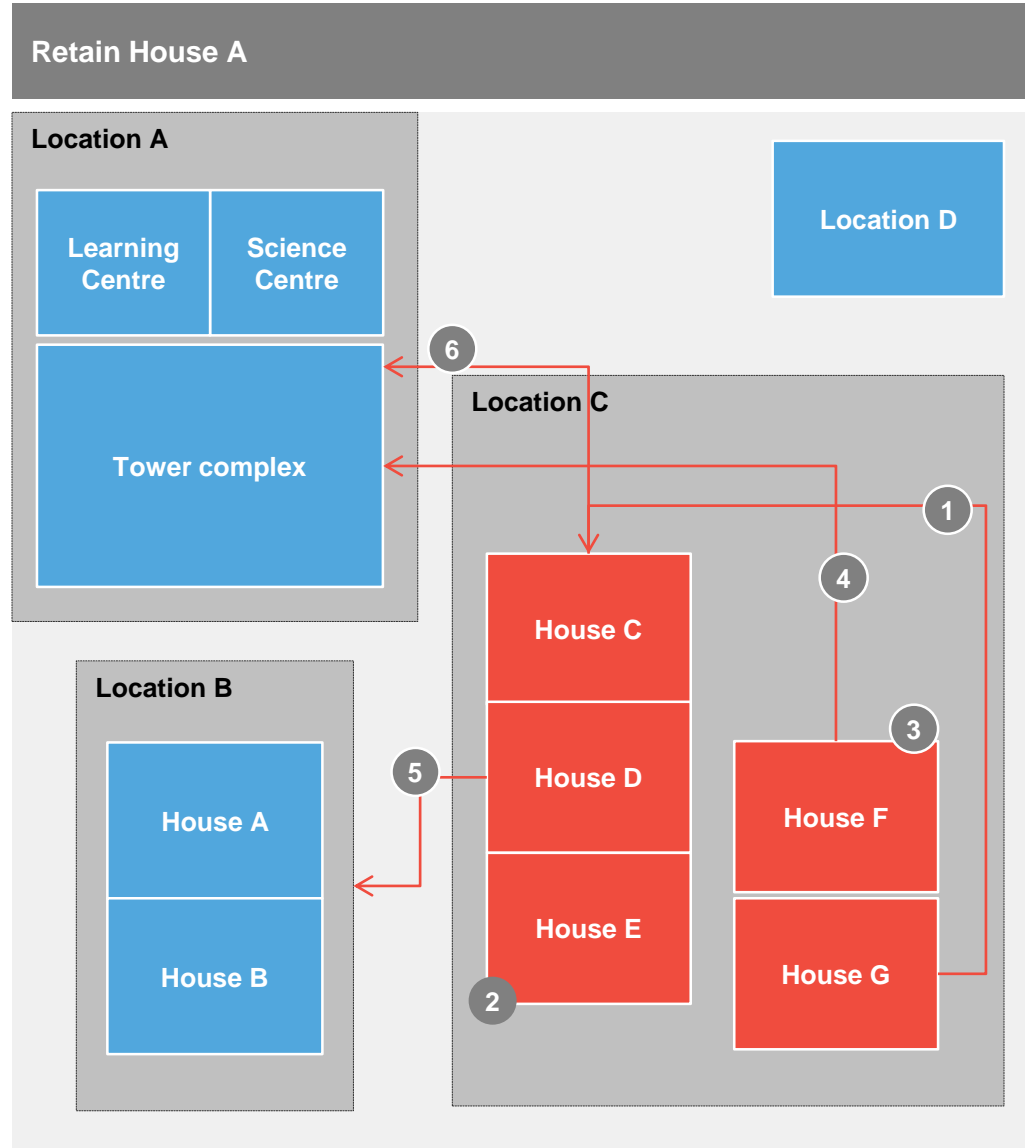 Retain House A
Location A
Location D
Learning
Centre
Science
Centre
6
Location C
Tower complex
1
4
House C
Location B
3
5
House D
House A
House F
House E
House B
House G
2